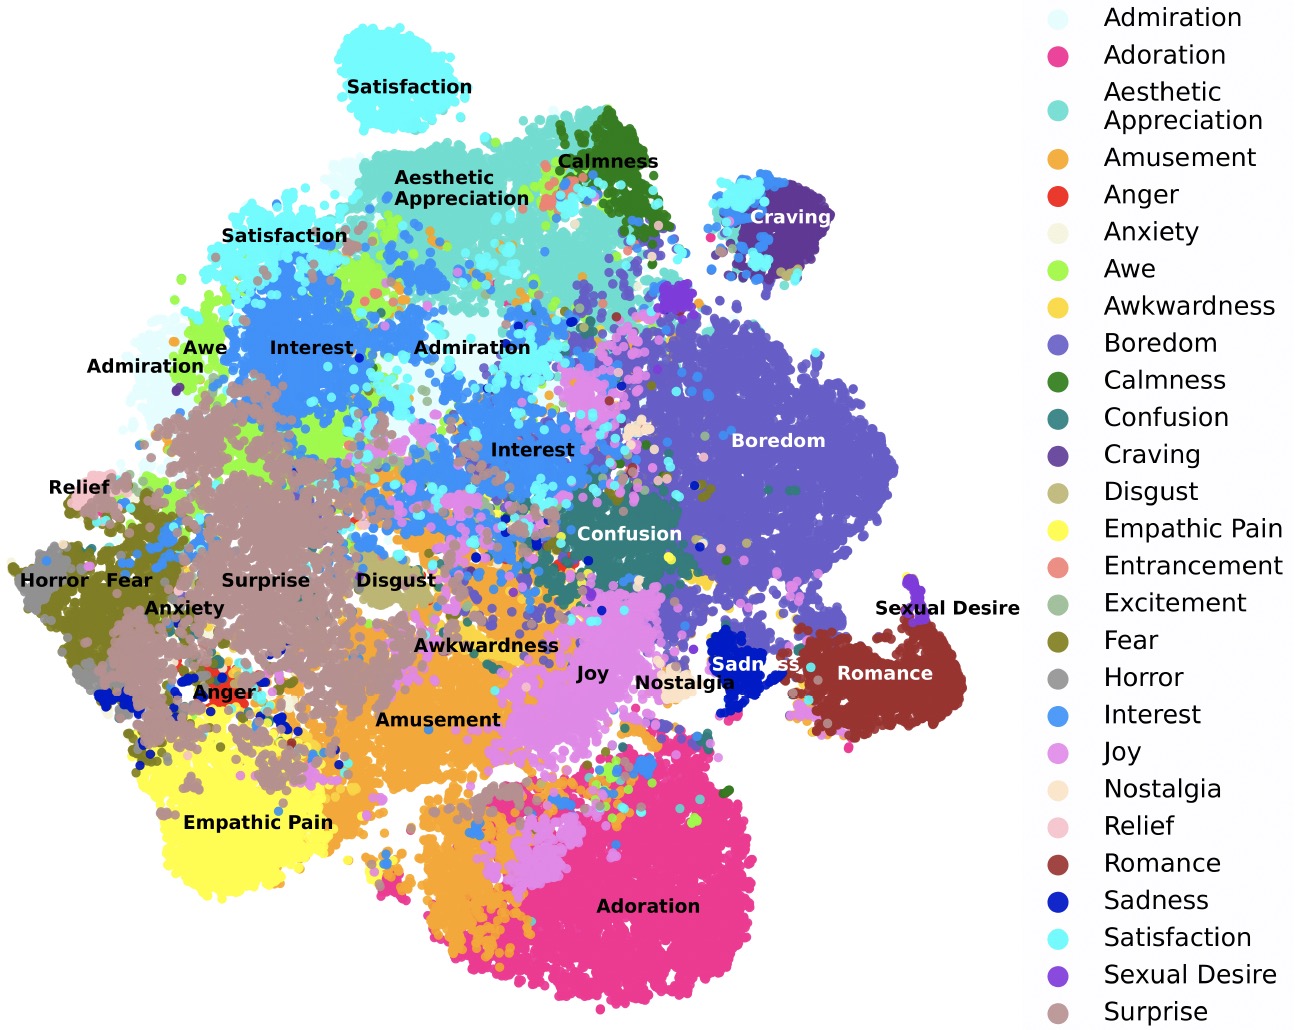 Satisfaction
Calmness
Aesthetic
Appreciation
Craving
Satisfaction
Awe
Interest
Admiration
Admiration
Boredom
Interest
Relief
Confusion
Horror
Fear
Surprise
Disgust
Anxiety
Sexual Desire
Awkwardness
Sadness
Joy
Romance
Nostalgia
Anger
Amusement
Empathic Pain
Adoration
Admiration
Adoration
Aesthetic
Appreciation
Amusement
Anger
Anxiety
Awe
Awkwardness
Boredom
Calmness
Confusion
Craving
Disgust
Empathic Pain
Entrancement
Excitement
Fear
Horror
Interest
Joy
Nostalgia
Relief
Romance
Sadness
Satisfaction
Sexual Desire
Surprise